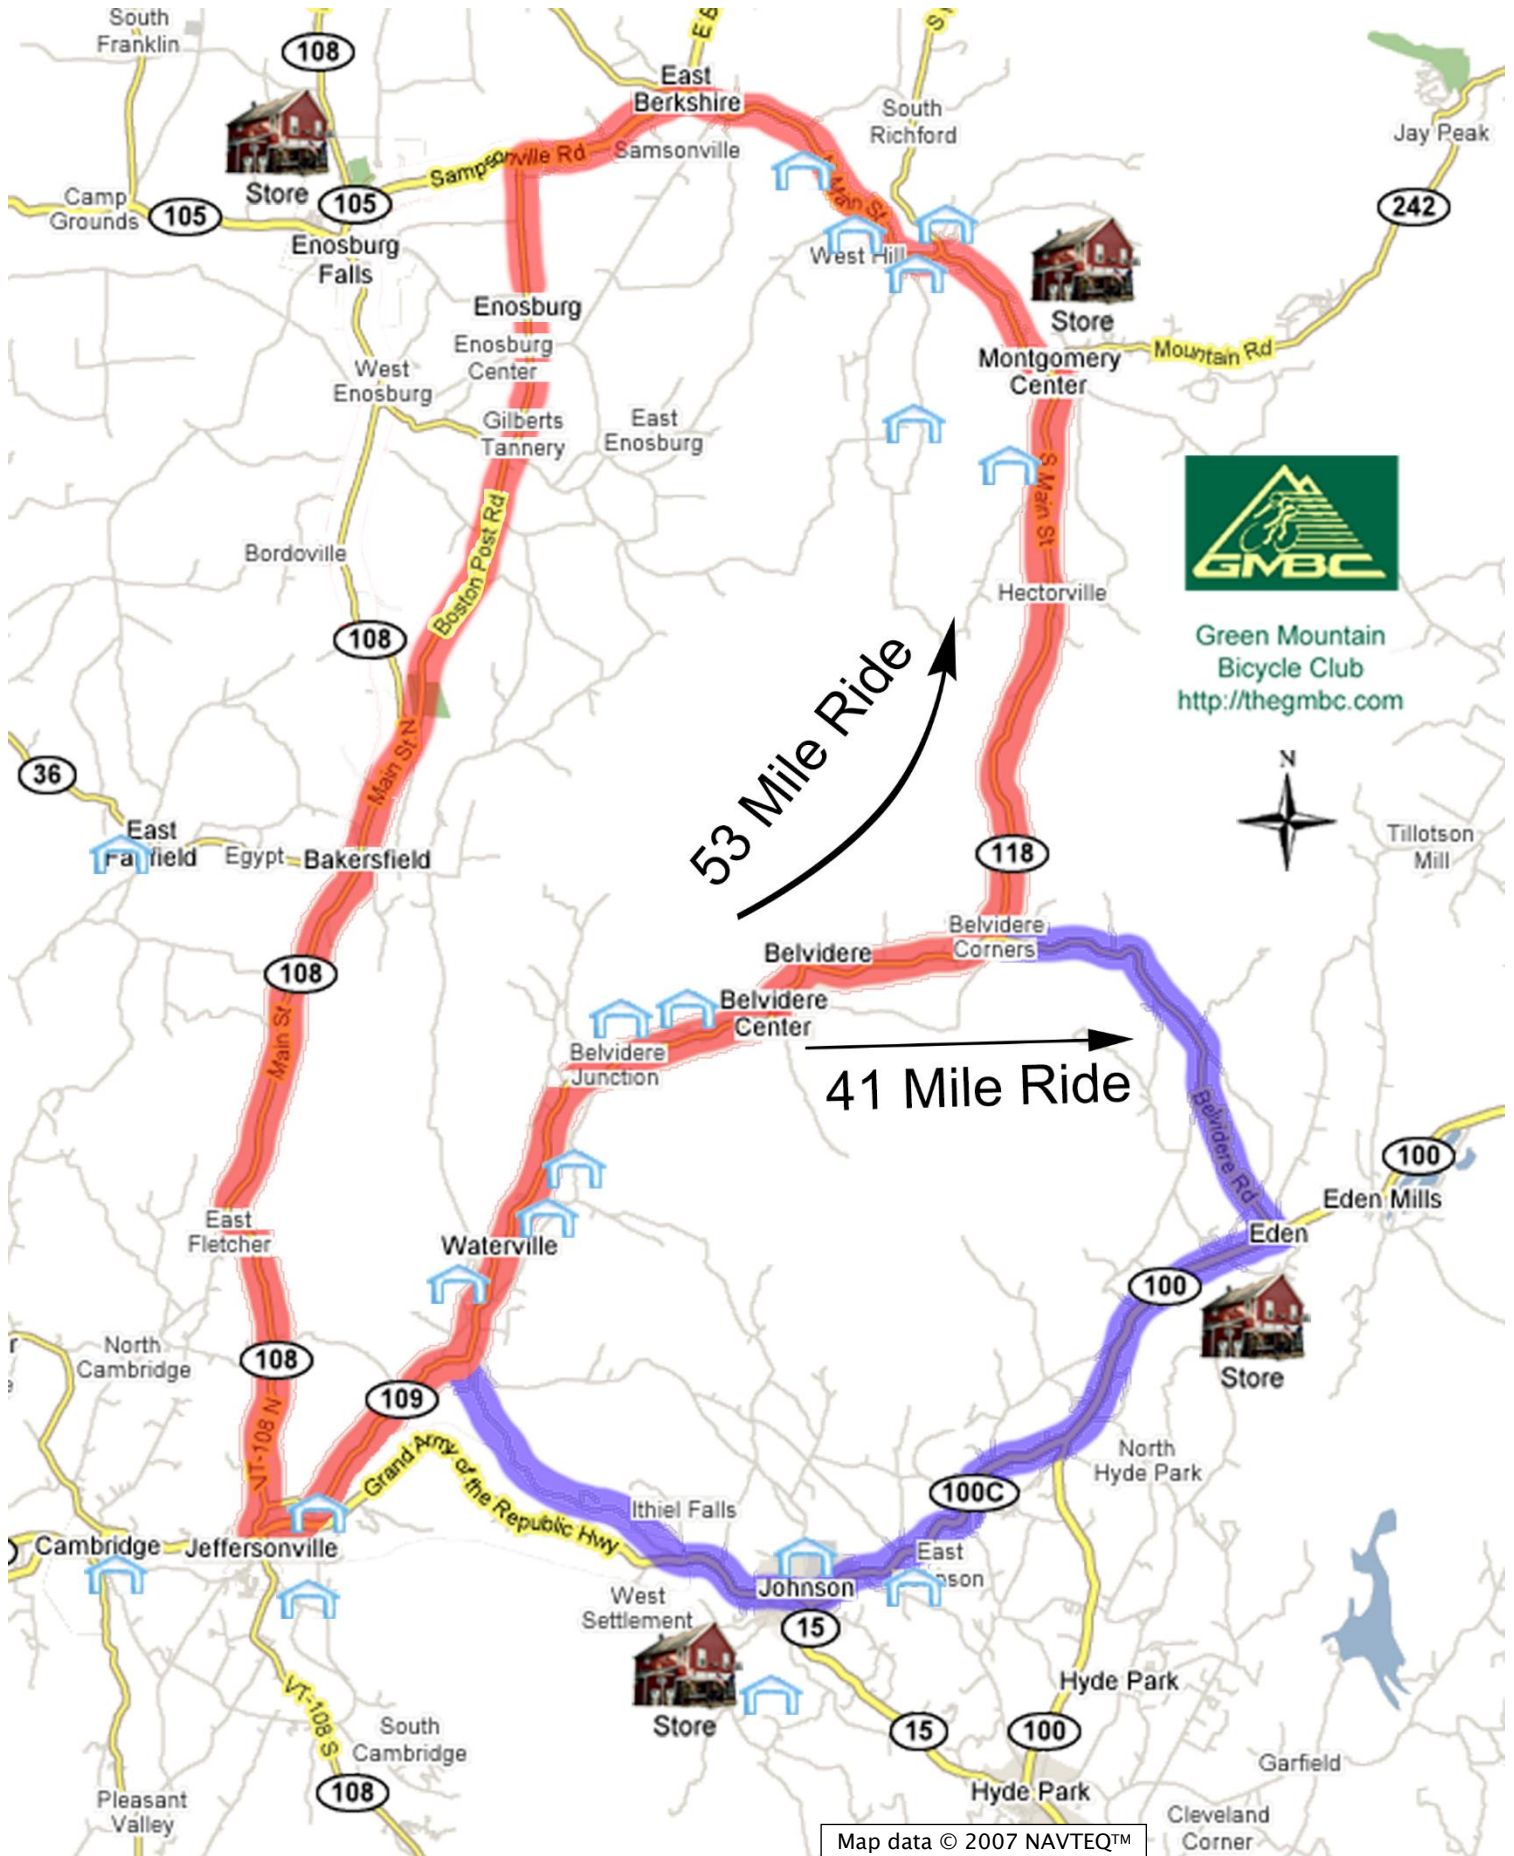 South
Franklin
108
East
Berkshire
South
Richford
Jay Peak
Store
Sampsonville Rd
Samsonville
Camp
Grounds
105
105
N Main St
242
Enosburg
Falls
West Hill
Store
Enosburg
Enosburg
Center
West
Enosburg
Montgomery
Center
Mountain Rd
Gilberts
Tannery
East
Enosburg
S Main St
GMBC
Boston Post Rd
Bordoville
Hectorville
108
Green Mountain
Bicycle Club
http://thegmbc.com
53 Mile Ride
Main St N
N
36
East
Fairfield
Egypt
Bakersfield
118
Tillotson
Mill
Belvidere
Corners
Belvidere
108
Belvidere
Center
Main St
Belvidere
Junction
41 Mile Ride
Belvidere Rd
100
Eden Mills
East
Fletcher
Waterville
Eden
100
North
Cambridge
108
Store
109
VT-108 N
Grand Army of the Republic Hwy
North
Hyde Park
100C
Ithiel Falls
Cambridge
Jeffersonville
East
Johnson
Johnson
West
Settlement
15
VT-108 S
Store
Hyde Park
South
Cambridge
15
100
108
Garfield
Hyde Park
Pleasant
Valley
Cleveland
Corner
Map data © 2007 NAVTEQ™